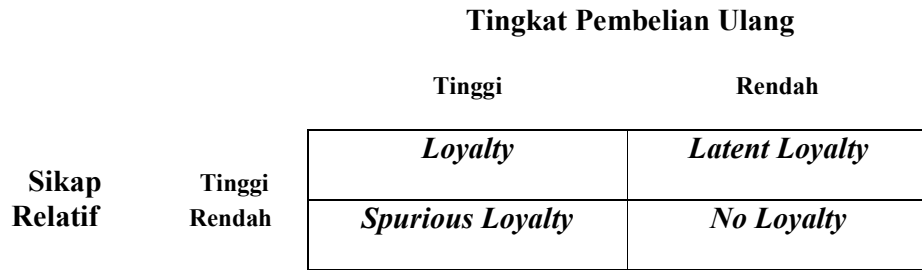 Tingkat Pembelian Ulang
Tinggi Rendah
Loyalty Latent Loyalty
Sikap Tinggi
Relatif Rendah
Spurious Loyalty No Loyalty